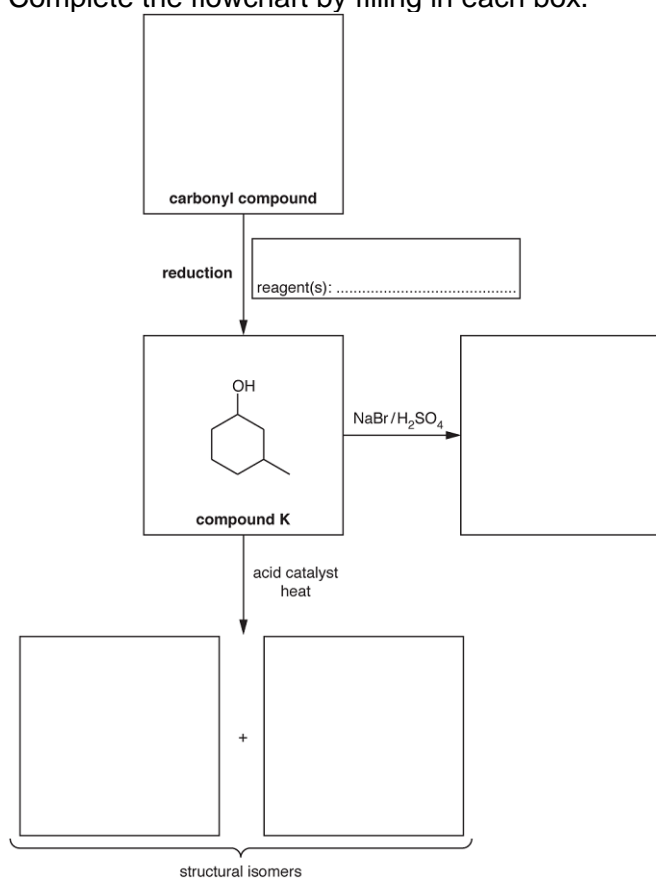 Complete the flowchart by filling in each box.
carbonyl compound
reduction
reagent(s): ..........................................
OH
NaBr/H₂SO₄
compound K
acid catalyst
heat
+
structural isomers